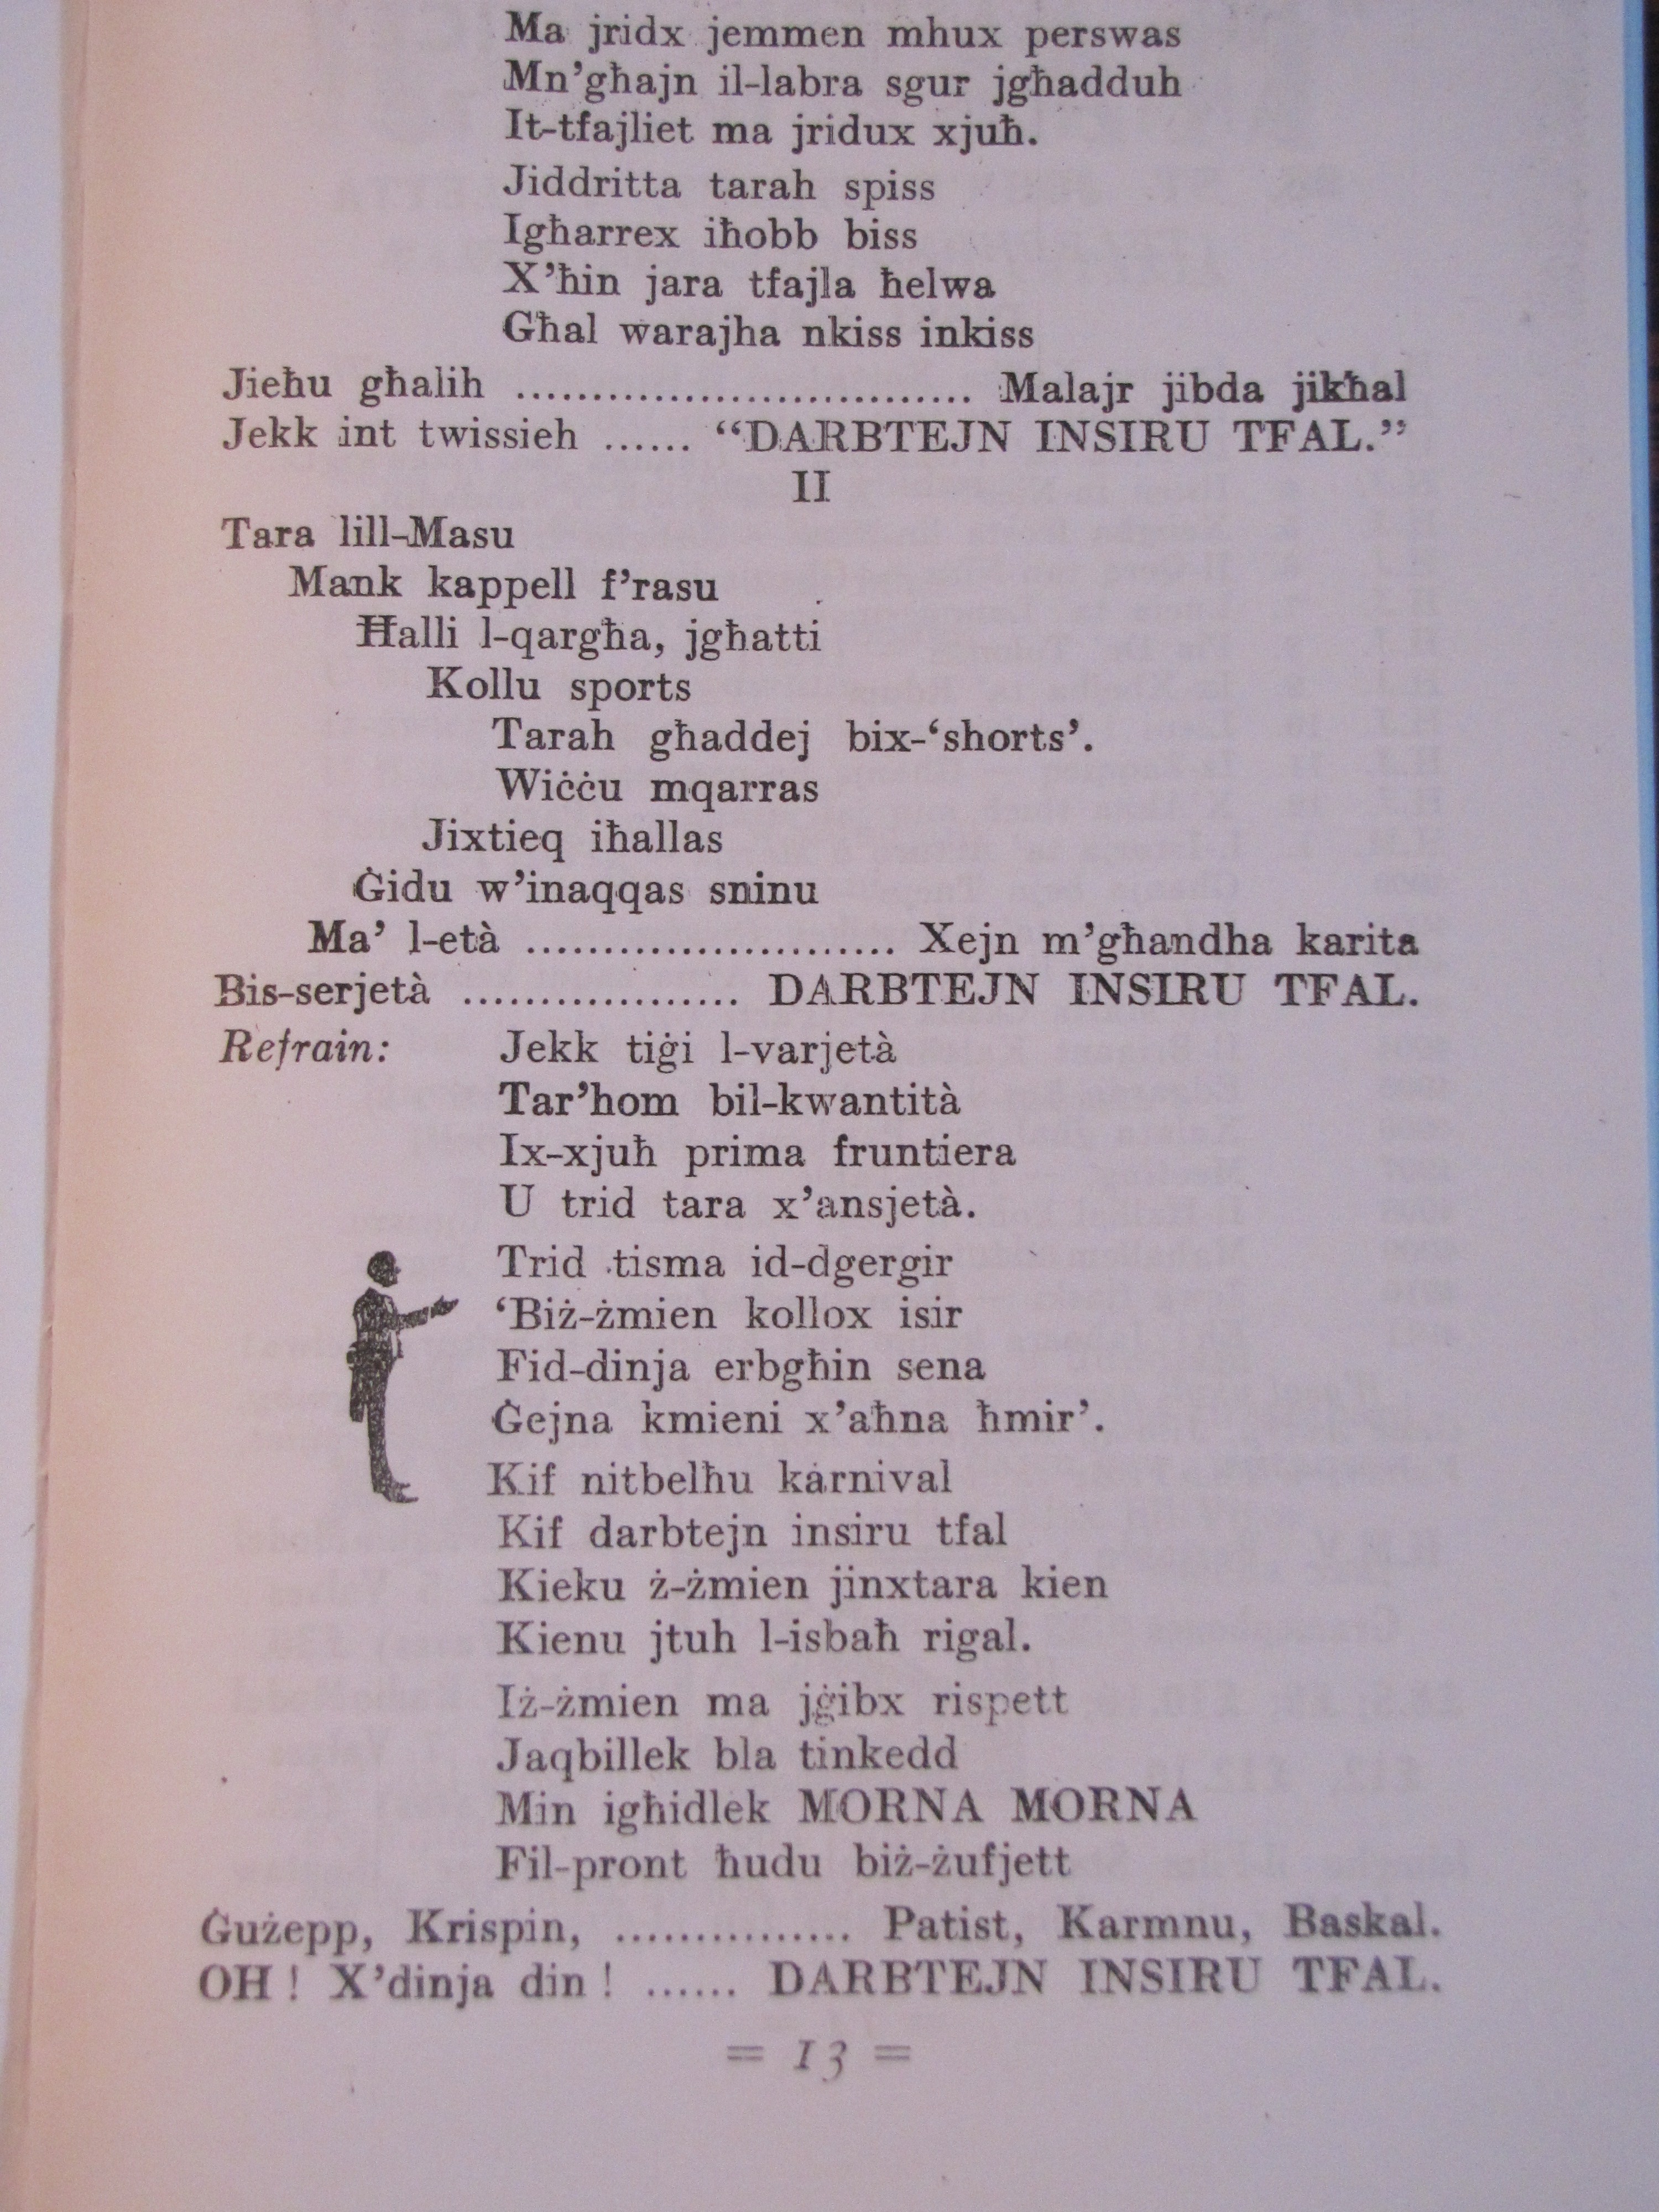 Ma jridx jemmen mhux perswas
Mn'għajn il-labra sgur jgħadduh
It-tfajliet ma jridux xjuħ.
Jiddritta tarah spiss
Igħarrex iħobb biss
X'ħin jara tfajla ħelwa
Għal warajha nkiss inkiss
Jieħu għalih .............................. Malajr jibda jikħal
Jekk int twissieh ...... “DARBTEJN INSIRU TFAL.”
II
Tara lill-Masu
Mank kappell f'rasu
Ħalli l-qargħa, jgħatti
Kollu sports
Tarah għaddej bix-‘shorts’.
Wiċċu mqarras
Jixtieq iħallas
Ġidu w'inaqqas sninu
Ma' l-età ........................ Xejn m'għandha karita
Bis-serjetà .................. DARBTEJN INSIRU TFAL.
Refrain: Jekk tiġi l-varjetà
Tar'hom bil-kwantità
Ix-xjuħ prima fruntiera
U trid tara x'ansjetà.
Trid tisma id-dgergir
‘Biż-żmien kollox isir
Fid-dinja erbgħin sena
Ġejna kmieni x'aħna ħmir’.
Kif nitbelħu karnival
Kif darbtejn insiru tfal
Kieku ż-żmien jinxtara kien
Kienu jtuh l-isbaħ rigal.
Iż-żmien ma jġibx rispett
Jaqbillek bla tinkedd
Min igħidlek MORNA MORNA
Fil-pront ħudu biż-żufjett
Ġużepp, Krispin, ............... Patist, Karmnu, Baskal.
OH ! X'dinja din ! ...... DARBTEJN INSIRU TFAL.
= 13 =